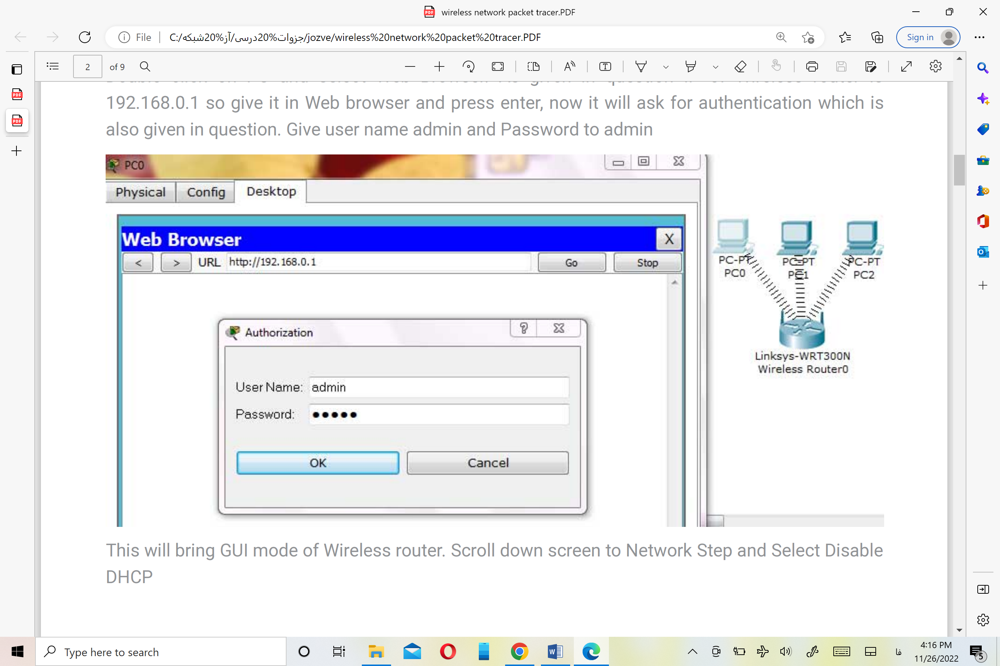 wireless network packet tracer.PDF
File
C:/جزوات%20درسی/آز%20شبکه/jozve/wireless%20network%20packet%20tracer.PDF
Sign in
2
of 9
192.168.0.1 so give it in Web browser and press enter, now it will ask for authentication which is
also given in question. Give user name admin and Password to admin
PC0
Physical
Config
Desktop
Web Browser
X
<
>
URL
http://192.168.0.1
Go
Stop
Authorization
User Name:
admin
Password:
OK
Cancel
PC-PT
PC0
PC-PT
PC1
PC-PT
PC2
Linksys-WRT300N
Wireless Router0
This will bring GUI mode of Wireless router. Scroll down screen to Network Step and Select Disable
DHCP
Type here to search
فا
4:16 PM
11/26/2022
5